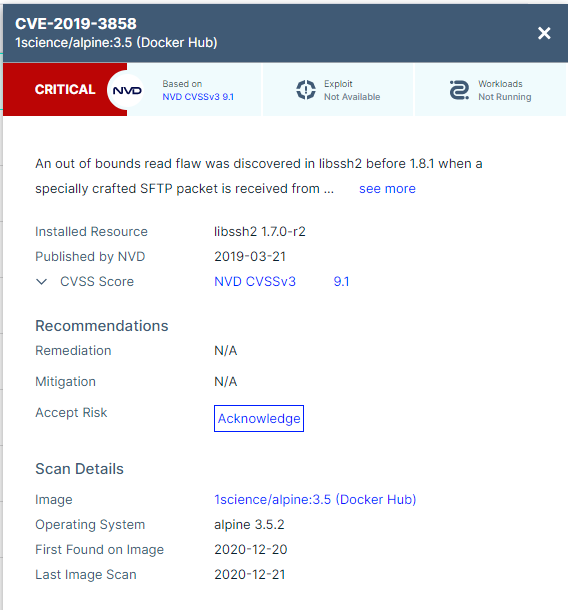 CVE-2019-3858
1science/alpine:3.5 (Docker Hub)
CRITICAL
NVD
Based on
NVD CVSSv3 9.1
Exploit
Not Available
Workloads
Not Running
An out of bounds read flaw was discovered in libssh2 before 1.8.1 when a
specially crafted SFTP packet is received from ... see more
Installed Resource libssh2 1.7.0-r2
Published by NVD 2019-03-21
CVSS Score NVD CVSSv3 9.1
Recommendations
Remediation N/A
Mitigation N/A
Accept Risk Acknowledge
Scan Details
Image 1science/alpine:3.5 (Docker Hub)
Operating System alpine 3.5.2
First Found on Image 2020-12-20
Last Image Scan 2020-12-21